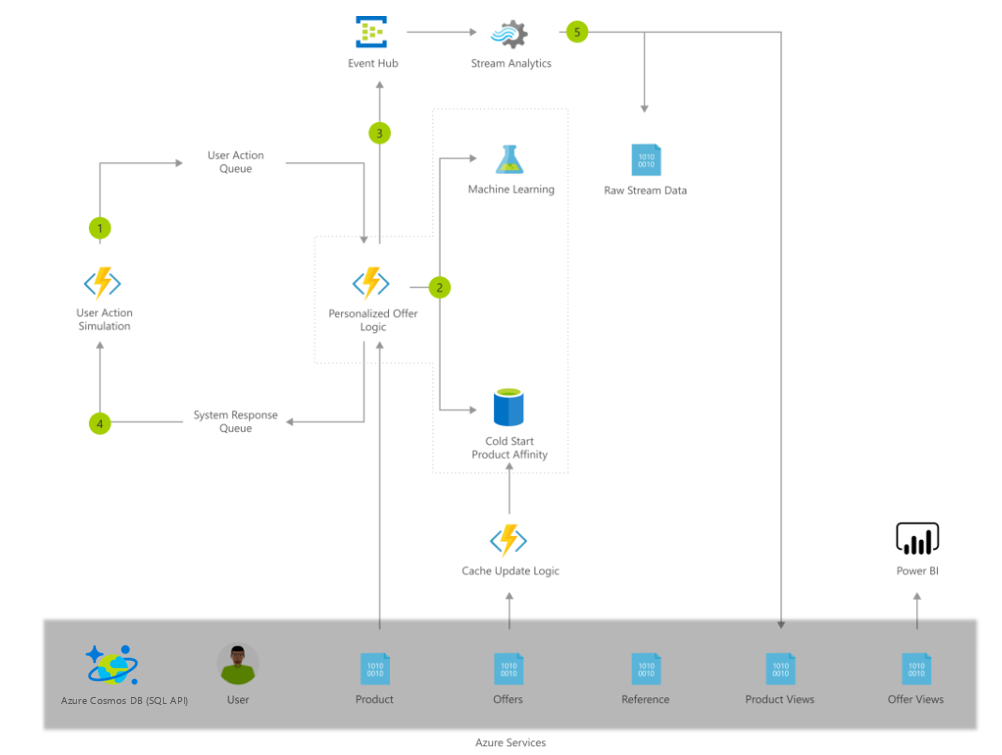 5
Event Hub
Stream Analytics
3
User Action
Queue
1010
0010
Machine Learning
Raw Stream Data
1
2
User Action
Simulation
Personalized Offer
Logic
4
System Response
Queue
Cold Start
Product Affinity
Cache Update Logic
Power BI
1010
0010
1010
0010
1010
0010
1010
0010
1010
0010
Azure Cosmos DB (SQL API)
User
Product
Offers
Reference
Product Views
Offer Views
Azure Services